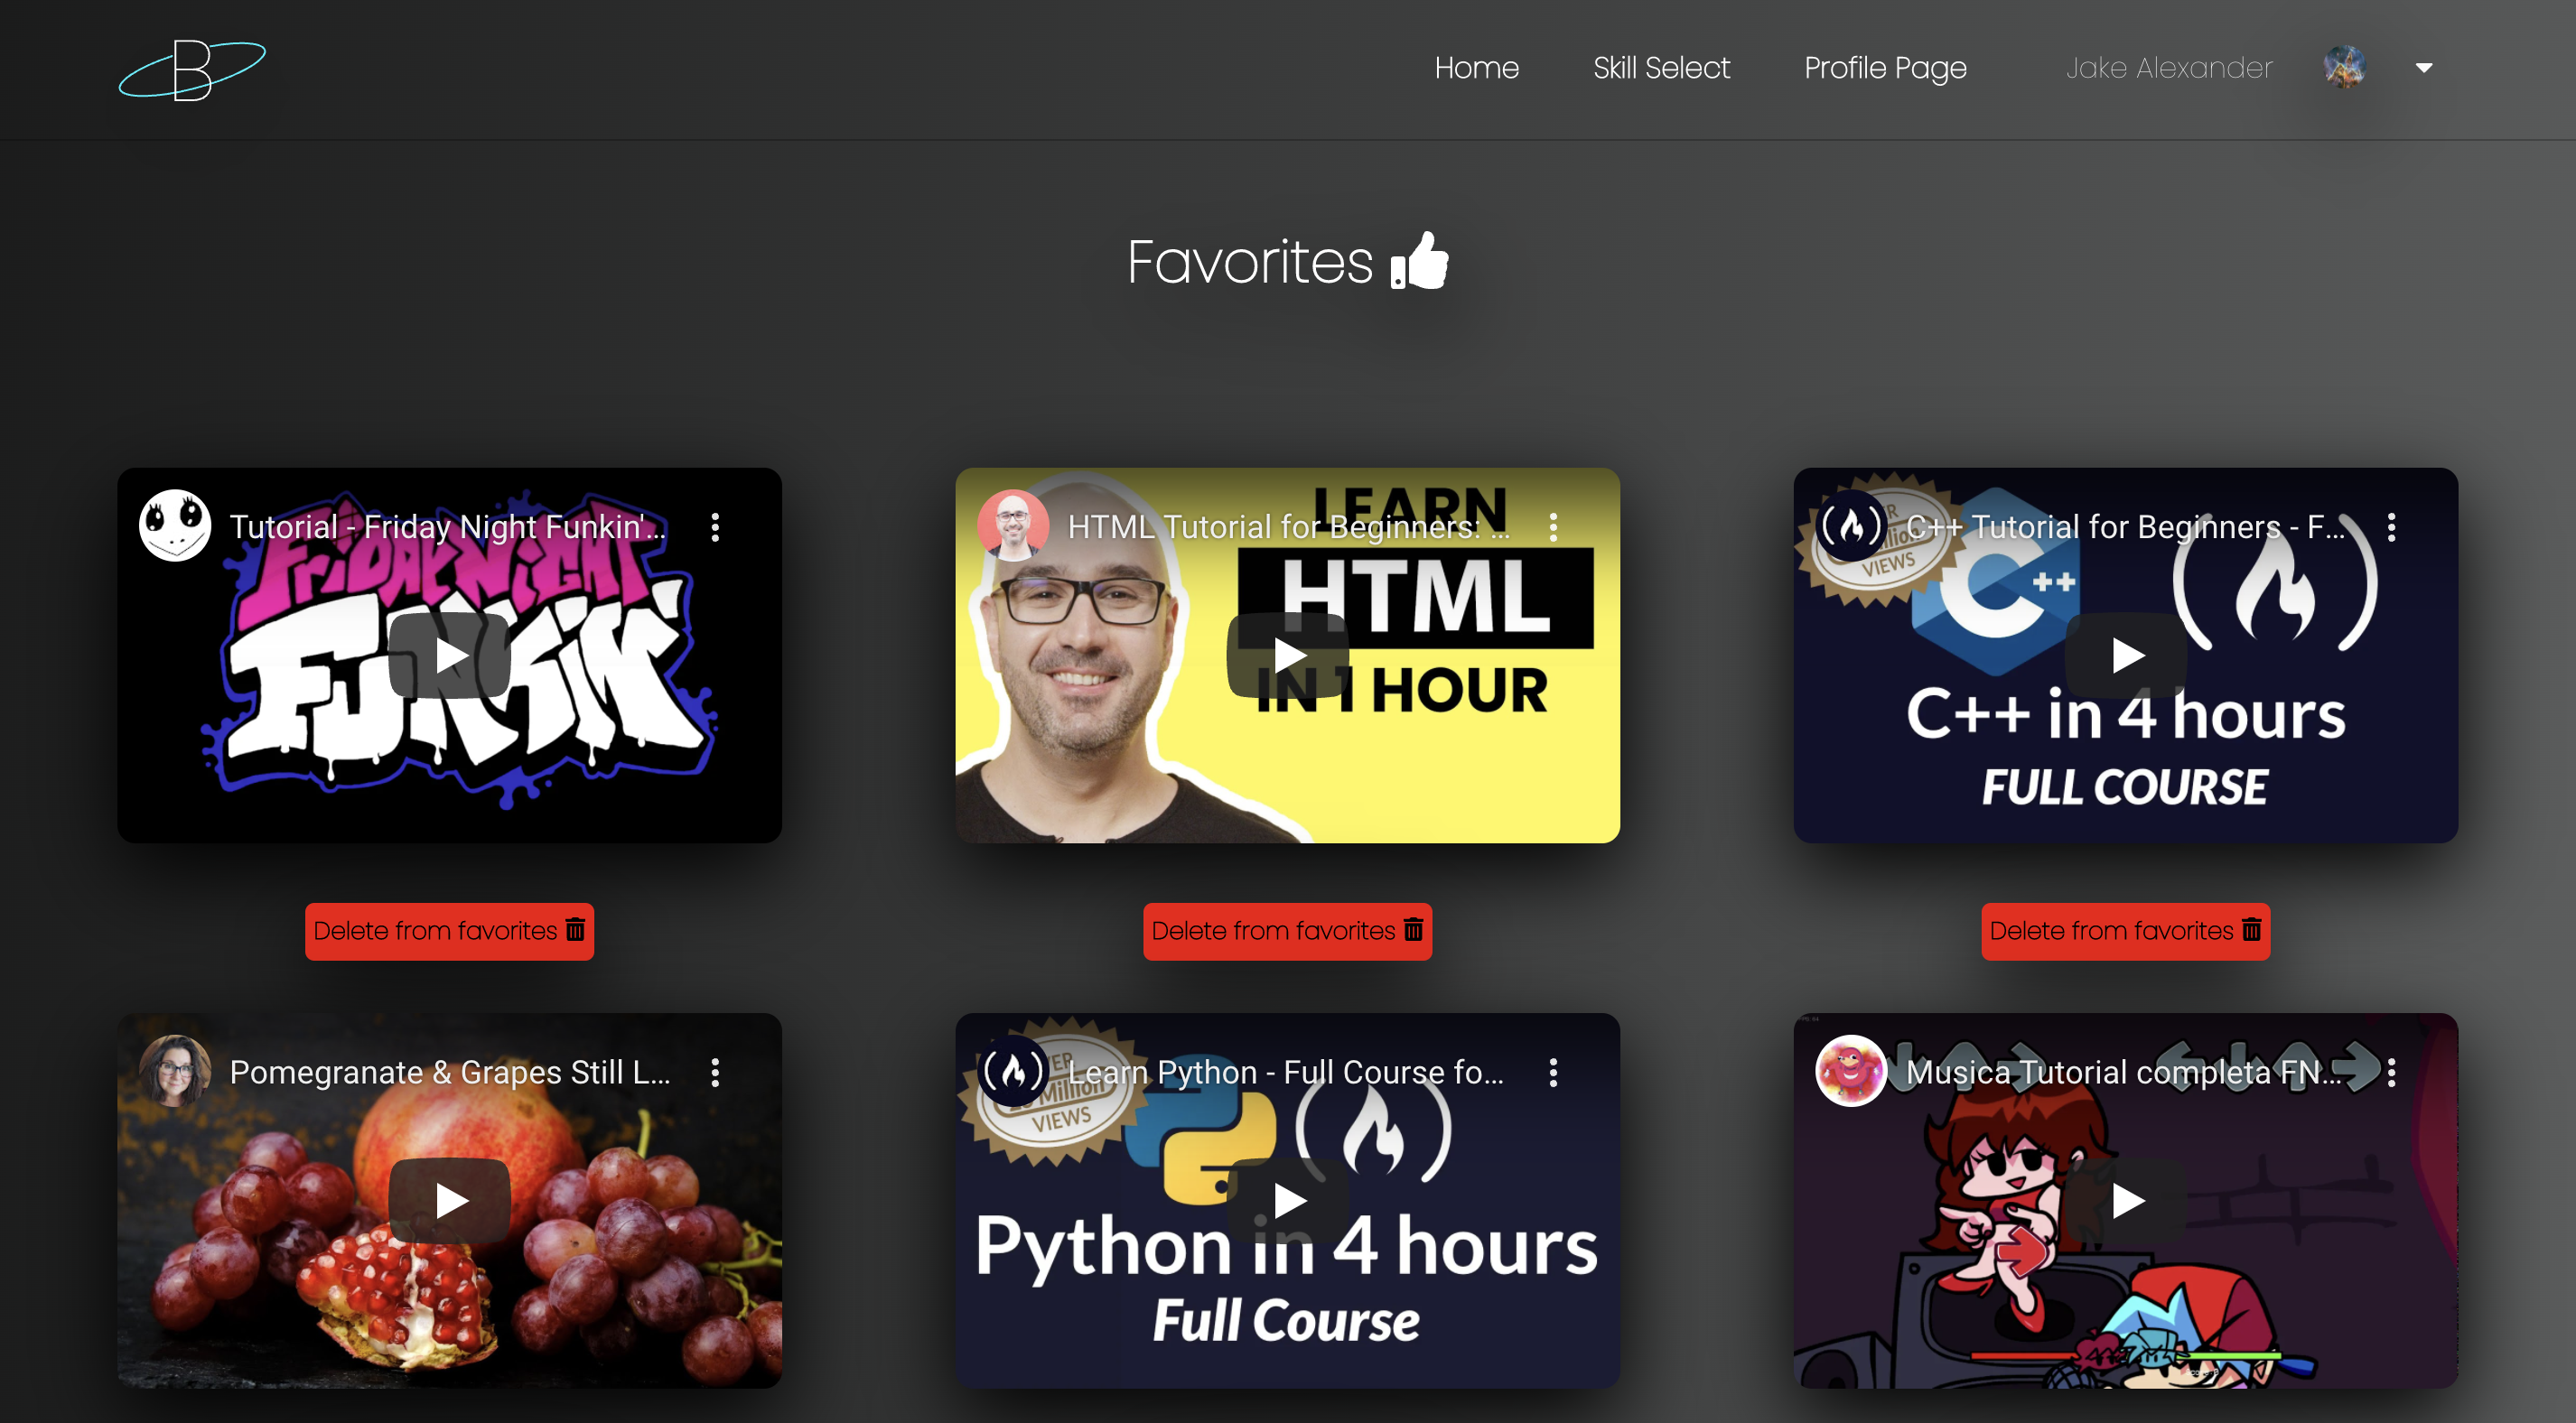 B
Home
Skill Select
Profile Page
Jake Alexander
Favorites
Tutorial - Friday Night Funkin'...
FRIDAY NIGHT
FUNKIN'
HTML Tutorial for Beginners: ...
LEARN
HTML
IN 1 HOUR
C++ Tutorial for Beginners - F...
VIEWS
C++
C++ in 4 hours
FULL COURSE
Delete from favorites
Delete from favorites
Delete from favorites
Pomegranate & Grapes Still L...
Learn Python - Full Course fo...
Million
VIEWS
Python in 4 hours
Full Course
Musica Tutorial completa FN...